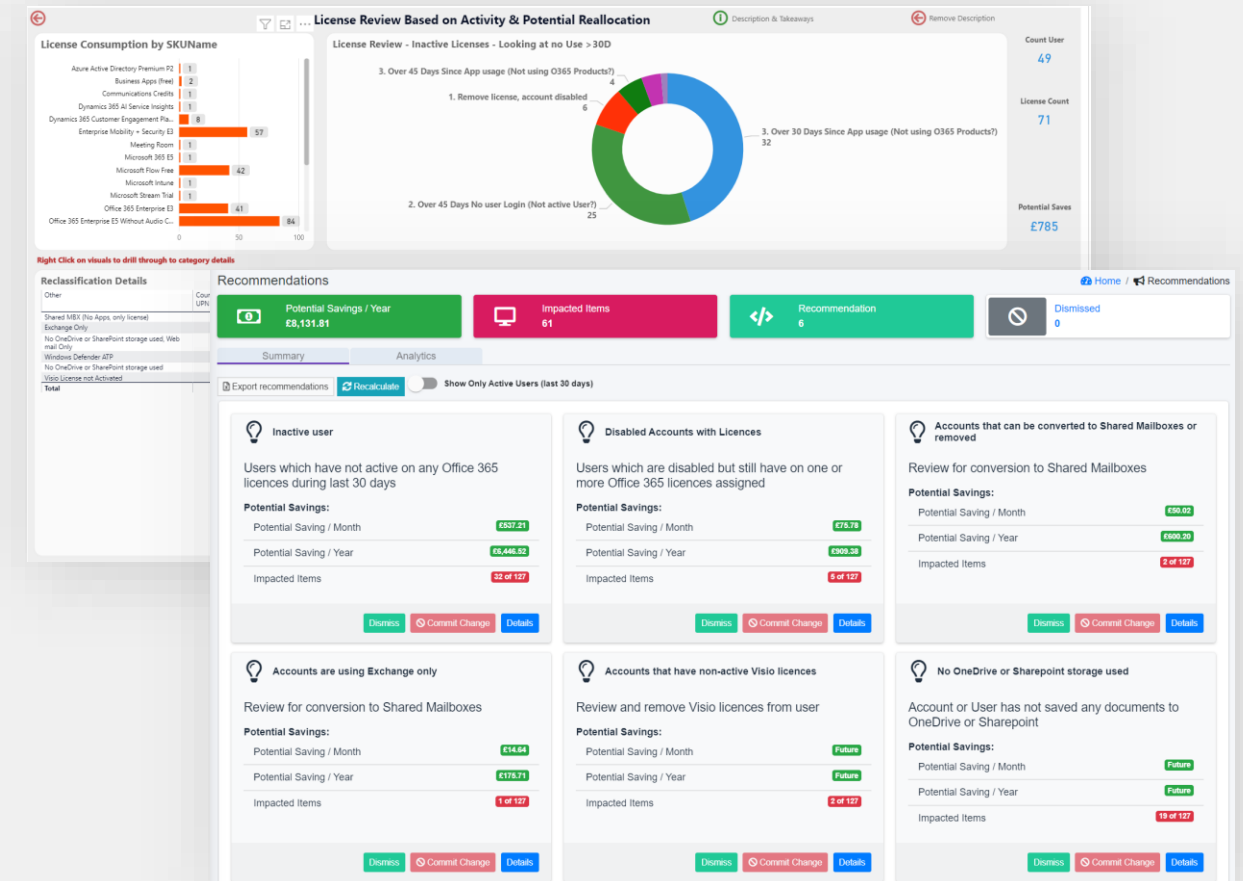 License Review Based on Activity & Potential Reallocation
Description & Takeaways
Remove Description
License Consumption by SKUName
Azure Active Directory Premium P2 1
Business Apps (free) 2
Communications Credits 1
Dynamics 365 AI Service Insights 1
Dynamics 365 Customer Engagement Pla... 8
Enterprise Mobility + Security E3 57
Meeting Room 1
Microsoft 365 E5 1
Microsoft Flow Free 42
Microsoft Intune 1
Microsoft Stream Trial 1
Office 365 Enterprise E3 41
Office 365 Enterprise E5 Without Audio C... 84
0 50 100
License Review - Inactive Licenses - Looking at no Use >30D
3. Over 45 Days Since App usage (Not using O365 Products?)
4
1. Remove license, account disabled
6
3. Over 30 Days Since App usage (Not using O365 Products?)
32
2. Over 45 Days No user Login (Not active User?)
25
Count User
49
License Count
71
Potential Saves
£785
Right Click on visuals to drill through to category details
Reclassification Details
Other
Cour
UPN
Shared MBX (No Apps, only license)
Exchange Only
No OneDrive or SharePoint storage used, Web
mail Only
Windows Defender ATP
No OneDrive or SharePoint storage used
Visio License not Activated
Total
Recommendations
Home / Recommendations
Potential Savings / Year
£8,131.81
Impacted Items
61
Recommendation
6
Dismissed
0
Summary
Analytics
Export recommendations
Recalculate
Show Only Active Users (last 30 days)
Inactive user
Users which have not active on any Office 365
licences during last 30 days
Potential Savings:
Potential Saving / Month £537.21
Potential Saving / Year £6,446.52
Impacted Items 32 of 127
Dismiss Commit Change Details
Disabled Accounts with Licences
Users which are disabled but still have on one or
more Office 365 licences assigned
Potential Savings:
Potential Saving / Month £75.78
Potential Saving / Year £909.38
Impacted Items 5 of 127
Dismiss Commit Change Details
Accounts that can be converted to Shared Mailboxes or
removed
Review for conversion to Shared Mailboxes
Potential Savings:
Potential Saving / Month £50.02
Potential Saving / Year £600.20
Impacted Items 2 of 127
Dismiss Commit Change Details
Accounts are using Exchange only
Review for conversion to Shared Mailboxes
Potential Savings:
Potential Saving / Month £14.64
Potential Saving / Year £175.71
Impacted Items 1 of 127
Dismiss Commit Change Details
Accounts that have non-active Visio licences
Review and remove Visio licences from user
Potential Savings:
Potential Saving / Month Future
Potential Saving / Year Future
Impacted Items 2 of 127
Dismiss Commit Change Details
No OneDrive or Sharepoint storage used
Account or User has not saved any documents to
OneDrive or Sharepoint
Potential Savings:
Potential Saving / Month Future
Potential Saving / Year Future
Impacted Items 19 of 127
Dismiss Commit Change Details